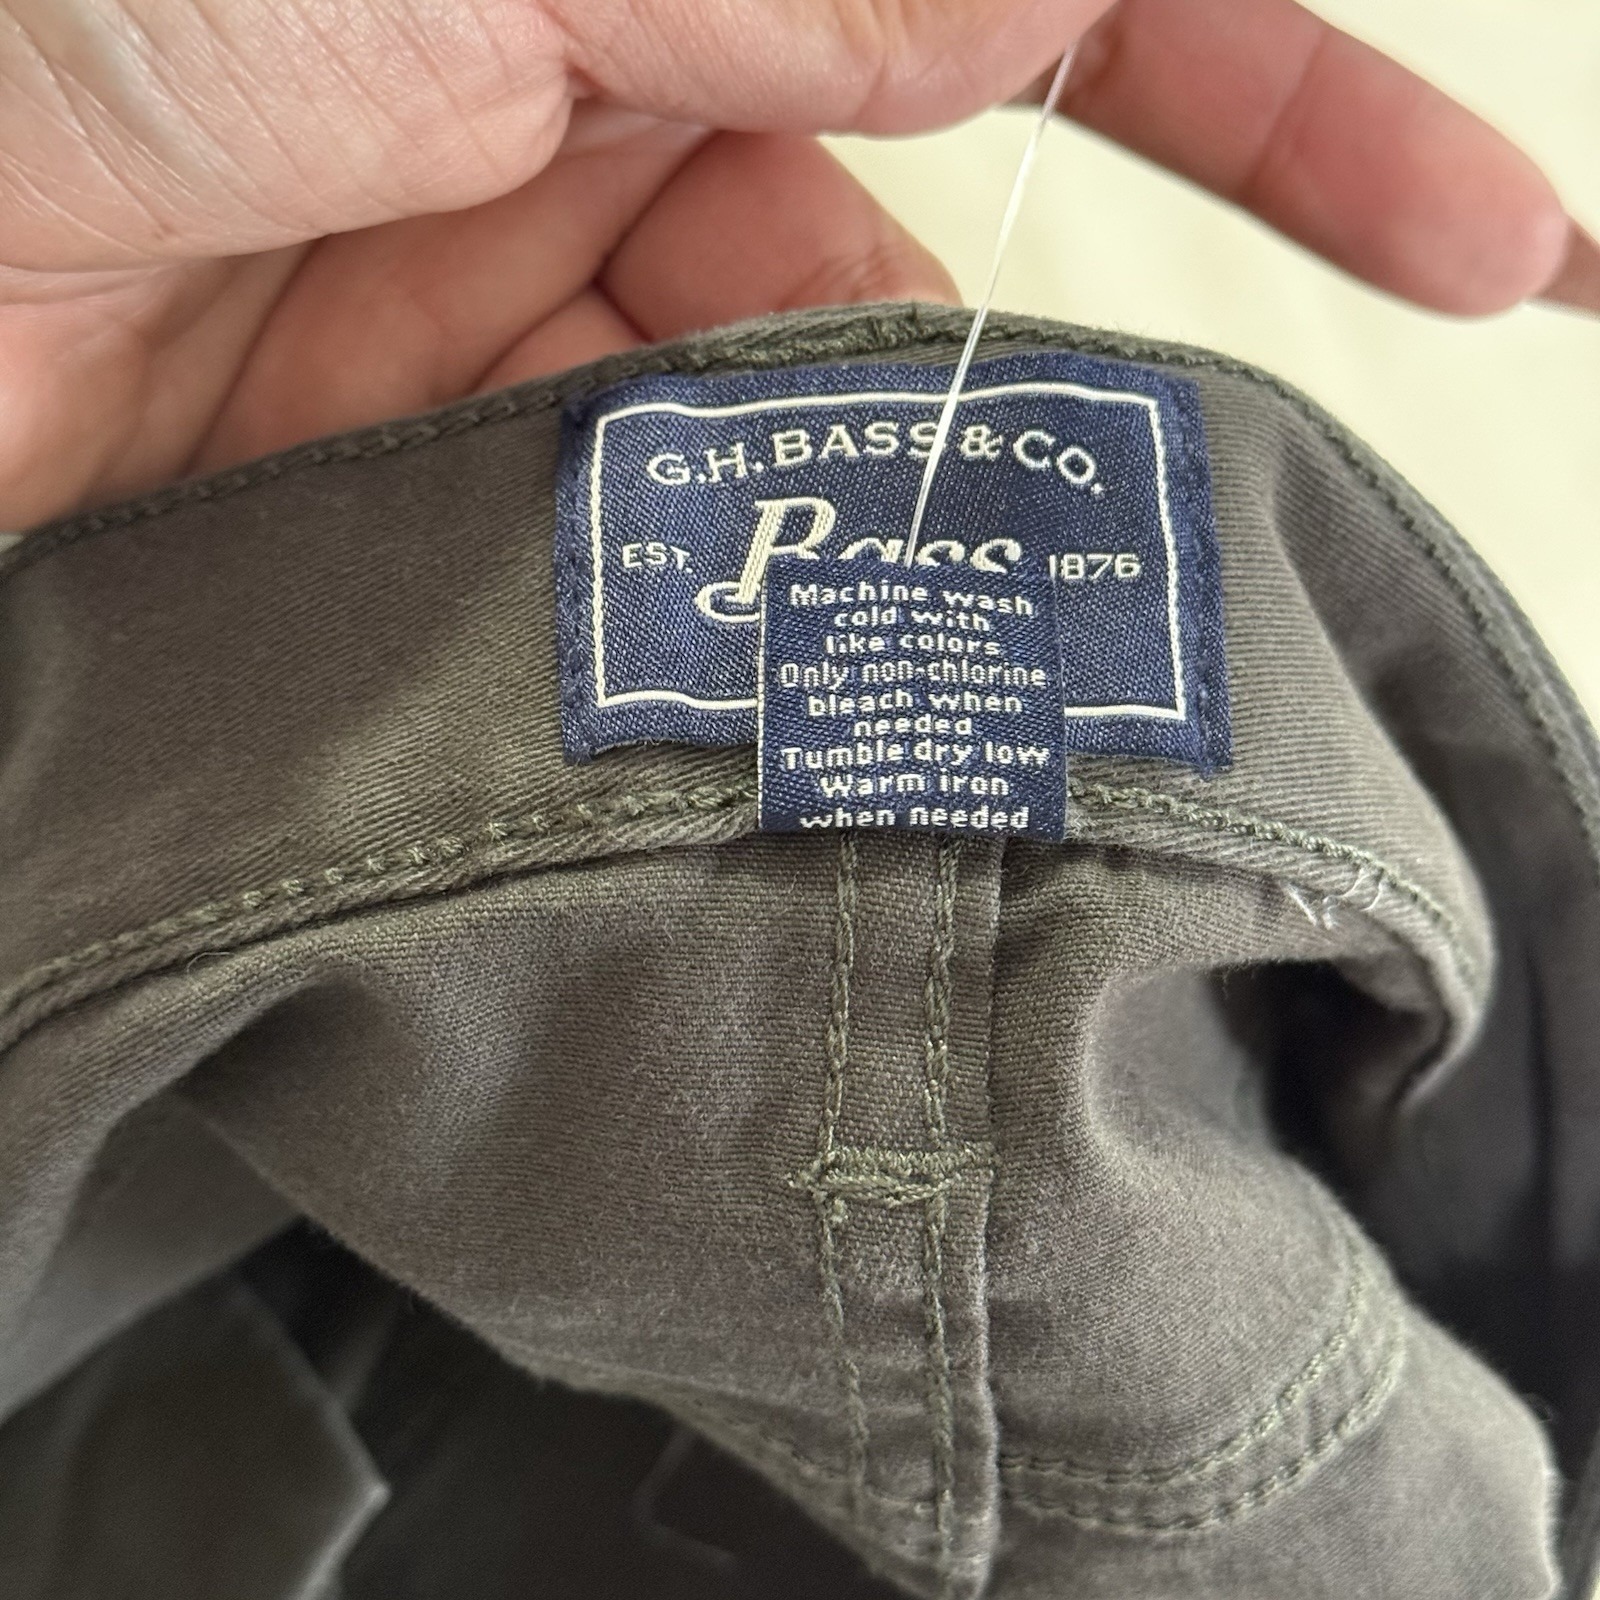 G.H. BASS & CO.
EST. Bass 1876
Machine wash
cold with
like colors
Only non-chlorine
bleach when
needed
Tumble dry low
Warm iron
when needed